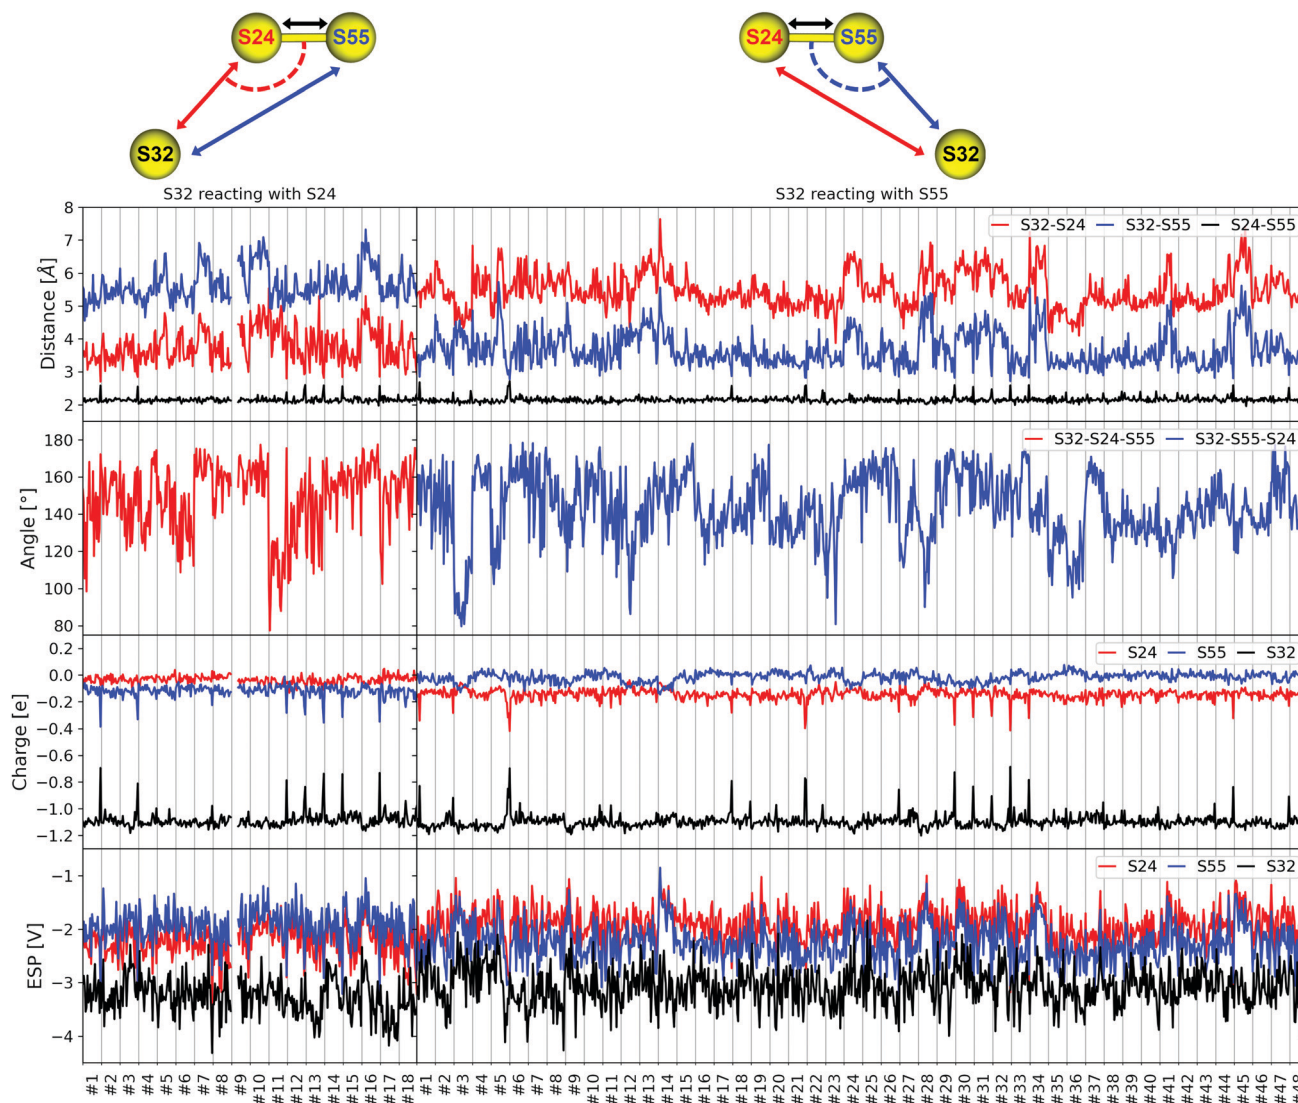 S24 S55
S32
S24 S55
S32
S32 reacting with S24
S32 reacting with S55
Distance [Å]
8
7
6
5
4
3
2
S32-S24 S32-S55 S24-S55
Angle [°]
180
160
140
120
100
80
S32-S24-S55 S32-S55-S24
Charge [e]
0.2
0.0
−0.2
−0.4
−0.6
−0.8
−1.0
−1.2
S24 S55 S32
ESP [V]
−1
−2
−3
−4
S24 S55 S32
#1 #2 #3 #4 #5 #6 #7 #8 #9 #10 #11 #12 #13 #14 #15 #16 #17 #18 #1 #2 #3 #4 #5 #6 #7 #8 #9 #10 #11 #12 #13 #14 #15 #16 #17 #18 #19 #20 #21 #22 #23 #24 #25 #26 #27 #28 #29 #30 #31 #32 #33 #34 #35 #36 #37 #38 #39 #40 #41 #42 #43 #44 #45 #46 #47 #48